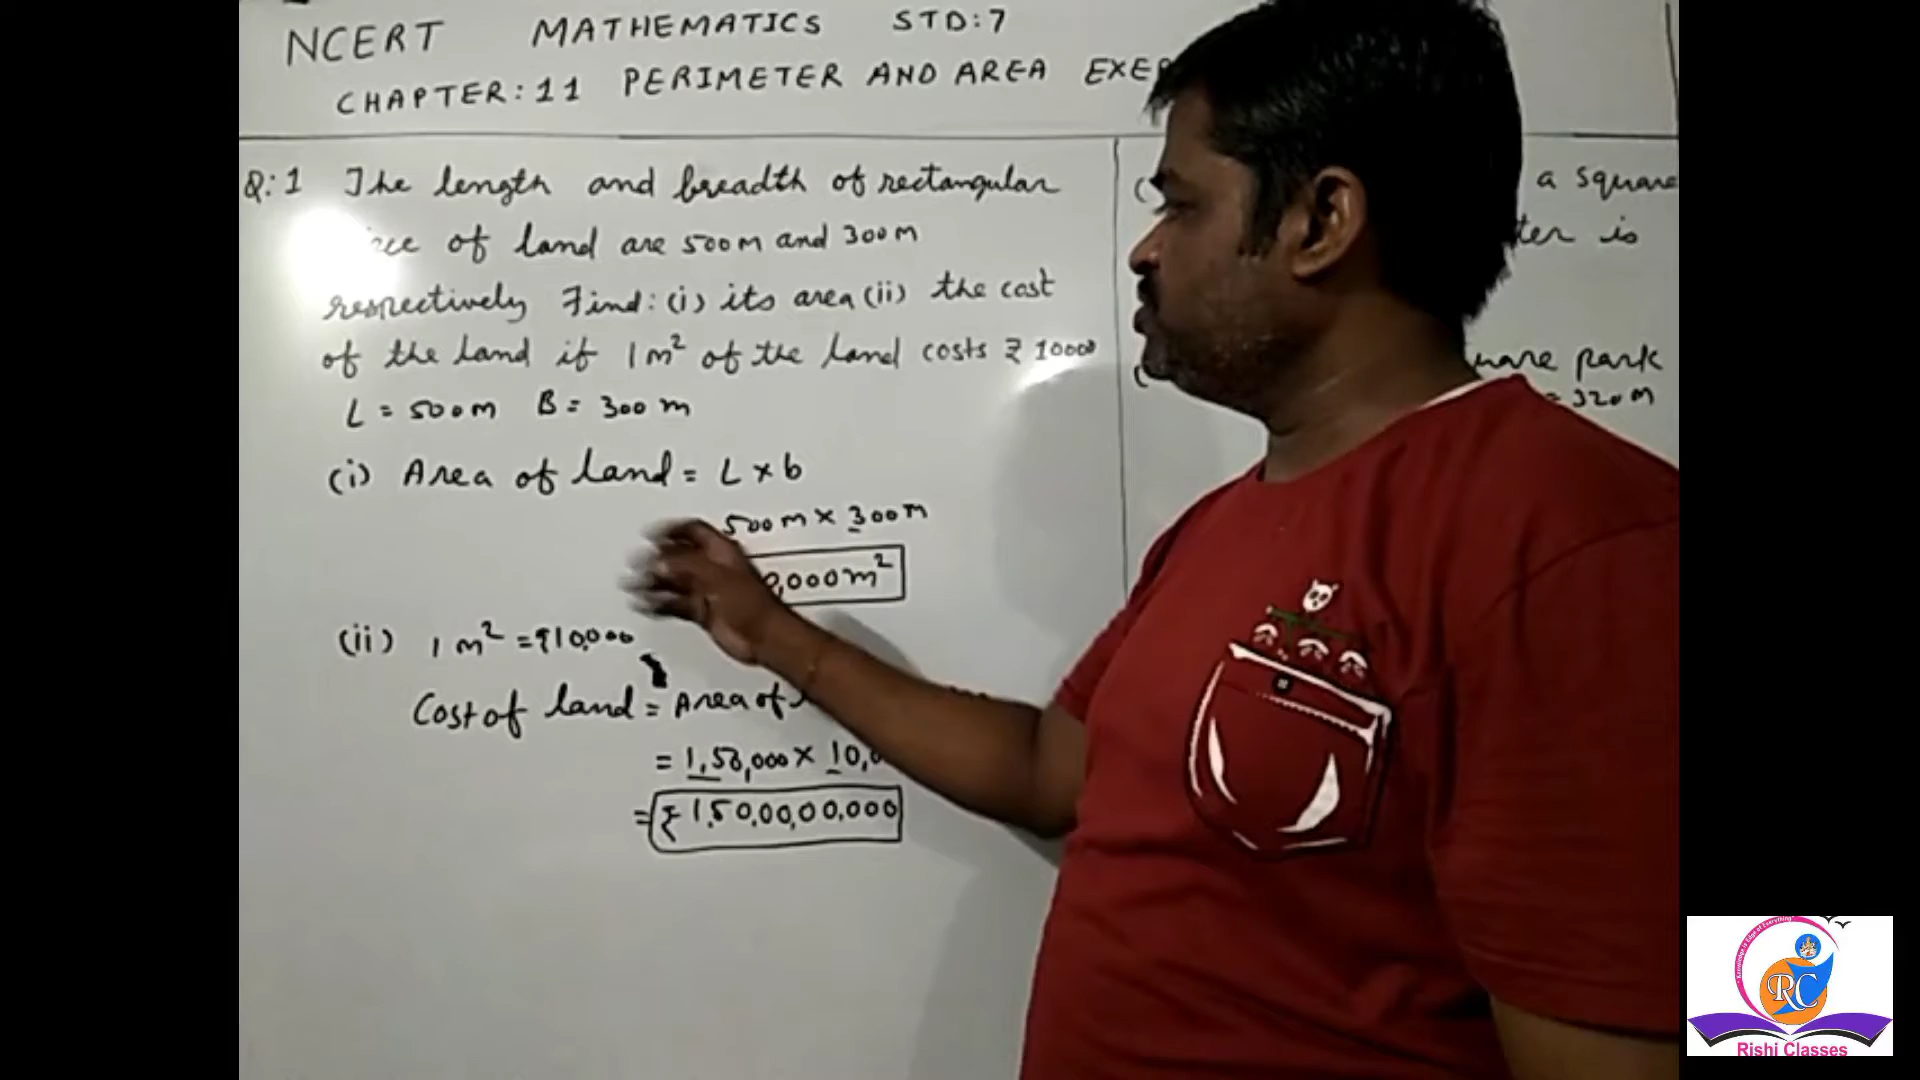 NCERT MATHEMATICS STD:7
CHAPTER:11 PERIMETER AND AREA
Q:1 The length and breadth of rectangular
of land are 500m and 300m
respectively Find: (i) its area (ii) the cost
of the land if 1m² of the land costs ₹ 10000
L = 500m B = 300 m
(i) Area of land = L × b
500m × 300m
,000m²
(ii) 1 m² = ₹10,000
Cost of land = Area of
= 1,50,000 × 10,0
= ₹ 1,50,00,00,000
a square
is
park
= 320m
RC
Rishi Classes